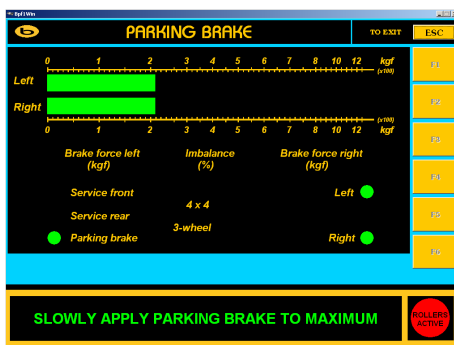 Bpf1Win
PARKING BRAKE
TO EXIT
ESC
0 1 2 3 4 5 6 7 8 10 12 kgf
(x100)
Left
Right
(x100)
0 1 2 3 4 5 6 7 8 10 12 kgf
Brake force left
(kgf)
Imbalance
(%)
Brake force right
(kgf)
Service front
Left
4 x 4
Service rear
3-wheel
Parking brake
Right
F1
F2
F3
F4
F5
F6
SLOWLY APPLY PARKING BRAKE TO MAXIMUM
ROLLERS
ACTIVE